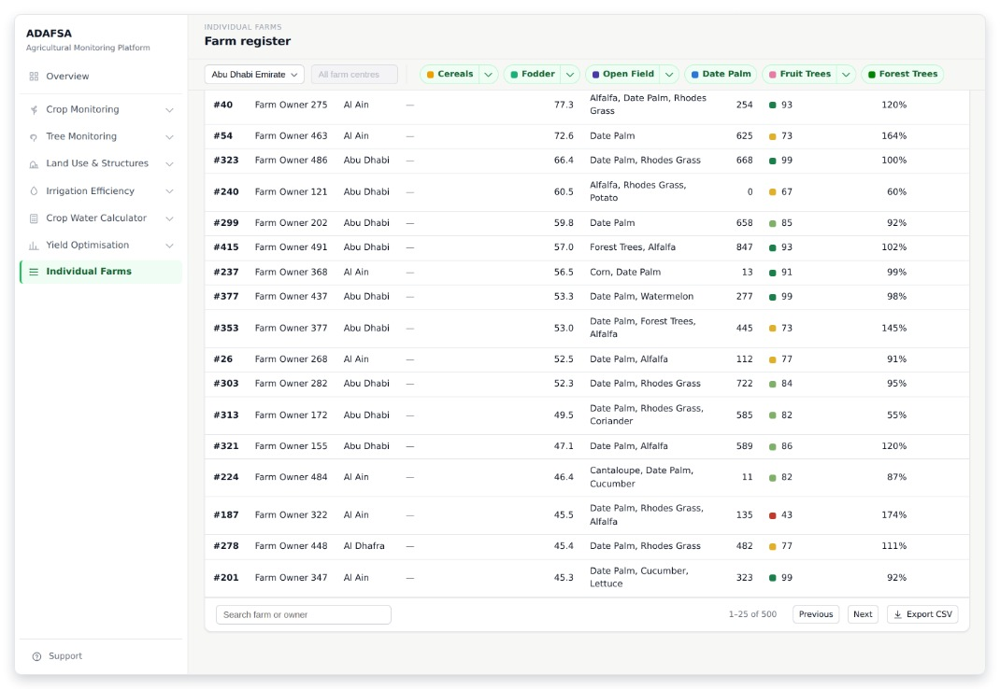 ADAFSA
Agricultural Monitoring Platform
Overview
Crop Monitoring
Tree Monitoring
Land Use & Structures
Irrigation Efficiency
Crop Water Calculator
Yield Optimisation
Individual Farms
Support
INDIVIDUAL FARMS
Farm register
Abu Dhabi Emirate All farm centres Cereals Fodder Open Field Date Palm Fruit Trees Forest Trees
#40 Farm Owner 275 Al Ain — 77.3 Alfalfa, Date Palm, Rhodes 254 93 120%
Grass
#54 Farm Owner 463 Al Ain — 72.6 Date Palm 625 73 164%
#323 Farm Owner 486 Abu Dhabi — 66.4 Date Palm, Rhodes Grass 668 99 100%
#240 Farm Owner 121 Abu Dhabi — 60.5 Alfalfa, Rhodes Grass, 0 67 60%
Potato
#299 Farm Owner 202 Abu Dhabi — 59.8 Date Palm 658 85 92%
#415 Farm Owner 491 Abu Dhabi — 57.0 Forest Trees, Alfalfa 847 93 102%
#237 Farm Owner 368 Al Ain — 56.5 Corn, Date Palm 13 91 99%
#377 Farm Owner 437 Abu Dhabi — 53.3 Date Palm, Watermelon 277 99 98%
#353 Farm Owner 377 Abu Dhabi — 53.0 Date Palm, Forest Trees, 445 73 145%
Alfalfa
#26 Farm Owner 268 Al Ain — 52.5 Date Palm, Alfalfa 112 77 91%
#303 Farm Owner 282 Abu Dhabi — 52.3 Date Palm, Rhodes Grass 722 84 95%
#313 Farm Owner 172 Abu Dhabi — 49.5 Date Palm, Rhodes Grass, 585 82 55%
Coriander
#321 Farm Owner 155 Abu Dhabi — 47.1 Date Palm, Alfalfa 589 86 120%
#224 Farm Owner 484 Al Ain — 46.4 Cantaloupe, Date Palm, 11 82 87%
Cucumber
#187 Farm Owner 322 Al Ain — 45.5 Date Palm, Rhodes Grass, 135 43 174%
Alfalfa
#278 Farm Owner 448 Al Dhafra — 45.4 Date Palm, Rhodes Grass 482 77 111%
#201 Farm Owner 347 Al Ain — 45.3 Date Palm, Cucumber, 323 99 92%
Lettuce
Search farm or owner 1–25 of 500 Previous Next Export CSV